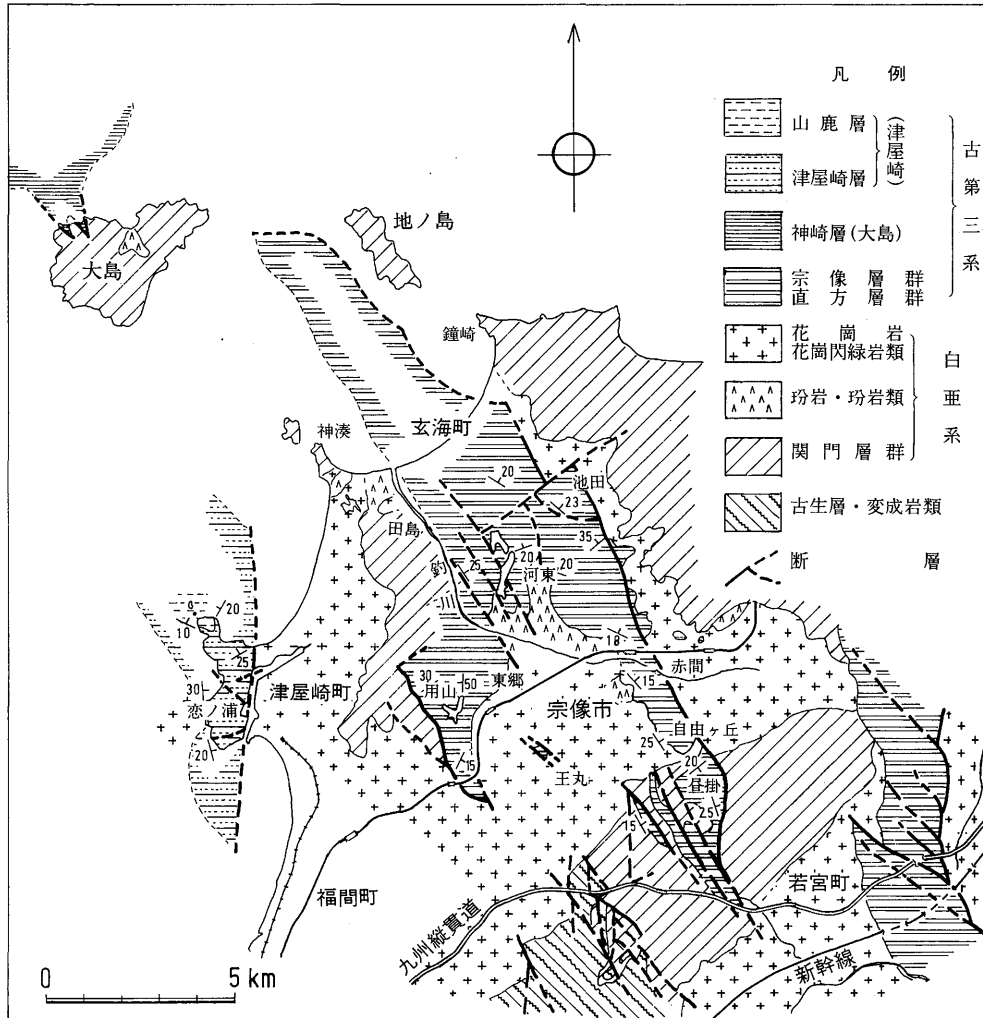 凡例
山鹿層
(津屋崎)
津屋崎層
神崎層(大島)
宗像層群
直方層群
古第三系
花崗岩
花崗閃緑岩類
玢岩・玢岩類
関門層群
白亜系
古生層・変成岩類
断層
地ノ島
大島
鐘崎
神湊
玄海町
20
池田
23
田島
35
釣川
25
20
河東
20
20
10
25
18
赤間
30
恋ノ浦
津屋崎町
30
用山
50
東郷
宗像市
15
自由ヶ丘
25
20
昼掛
20
15
王丸
25
15
若宮町
福間町
九州縦貫道
新幹線
0 5 km